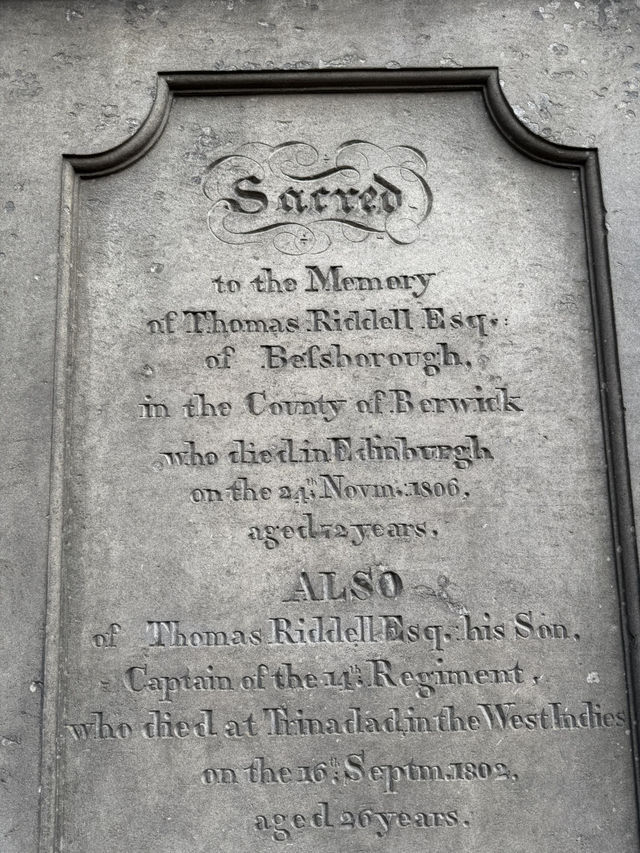 Sacred
to the Memory
of Thomas Riddell Esq.
of Beſsborough,
in the County of Berwick
who died in Edinburgh
on the 24th Novm. 1806,
aged 72 years.
ALSO
of Thomas Riddell Esq. his Son,
Captain of the 14th Regiment,
who died at Trinadad, in the West Indies
on the 16th Septm. 1802,
aged 26 years.